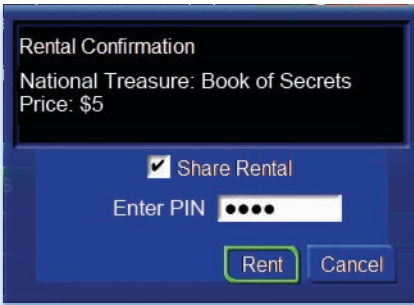 Rental Confirmation
National Treasure: Book of Secrets
Price: $5
Share Rental
Enter PIN ●●●●
Rent Cancel